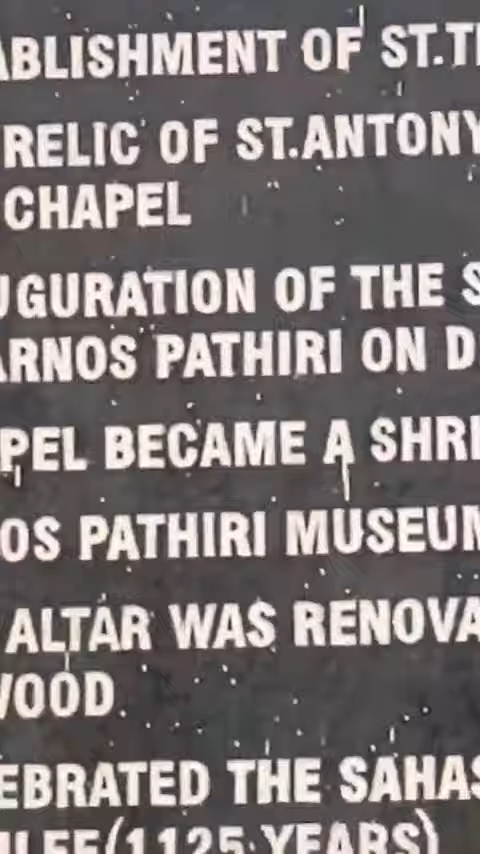 ABLISHMENT OF ST.T
RELIC OF ST.ANTONY
CHAPEL
UGURATION OF THE S
ARNOS PATHIRI ON D
PEL BECAME A SHRI
OS PATHIRI MUSEUM
ALTAR WAS RENOVA
WOOD.
EBRATED THE SAHAS
ILEE(1125 YEARS)